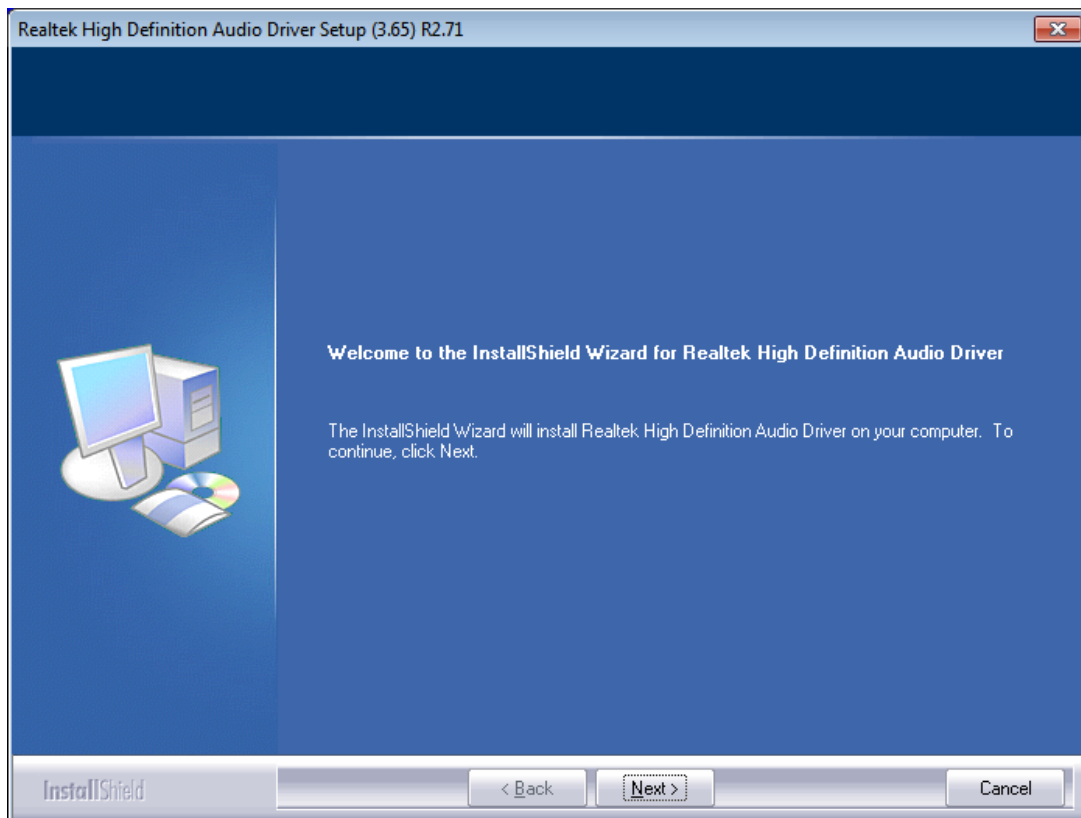 Realtek High Definition Audio Driver Setup (3.65) R2.71
Welcome to the InstallShield Wizard for Realtek High Definition Audio Driver
The InstallShield Wizard will install Realtek High Definition Audio Driver on your computer.  To
continue, click Next.
InstallShield
< Back
Next >
Cancel